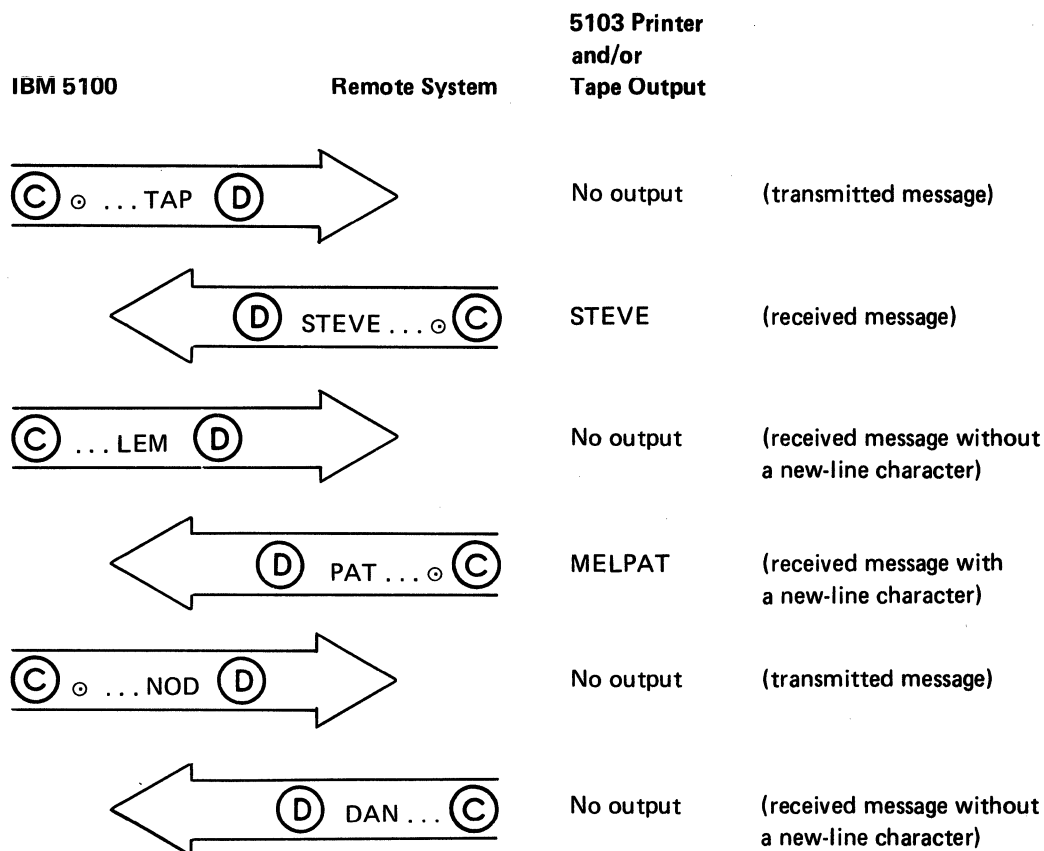 5103 Printer
and/or
IBM 5100 Remote System Tape Output
C ⊙ ... TAP D No output (transmitted message)
D STEVE ... ⊙ C STEVE (received message)
C ... LEM D No output (received message without
a new-line character)
D PAT ... ⊙ C MELPAT (received message with
a new-line character)
C ⊙ ... NOD D No output (transmitted message)
D DAN ... C No output (received message without
a new-line character)